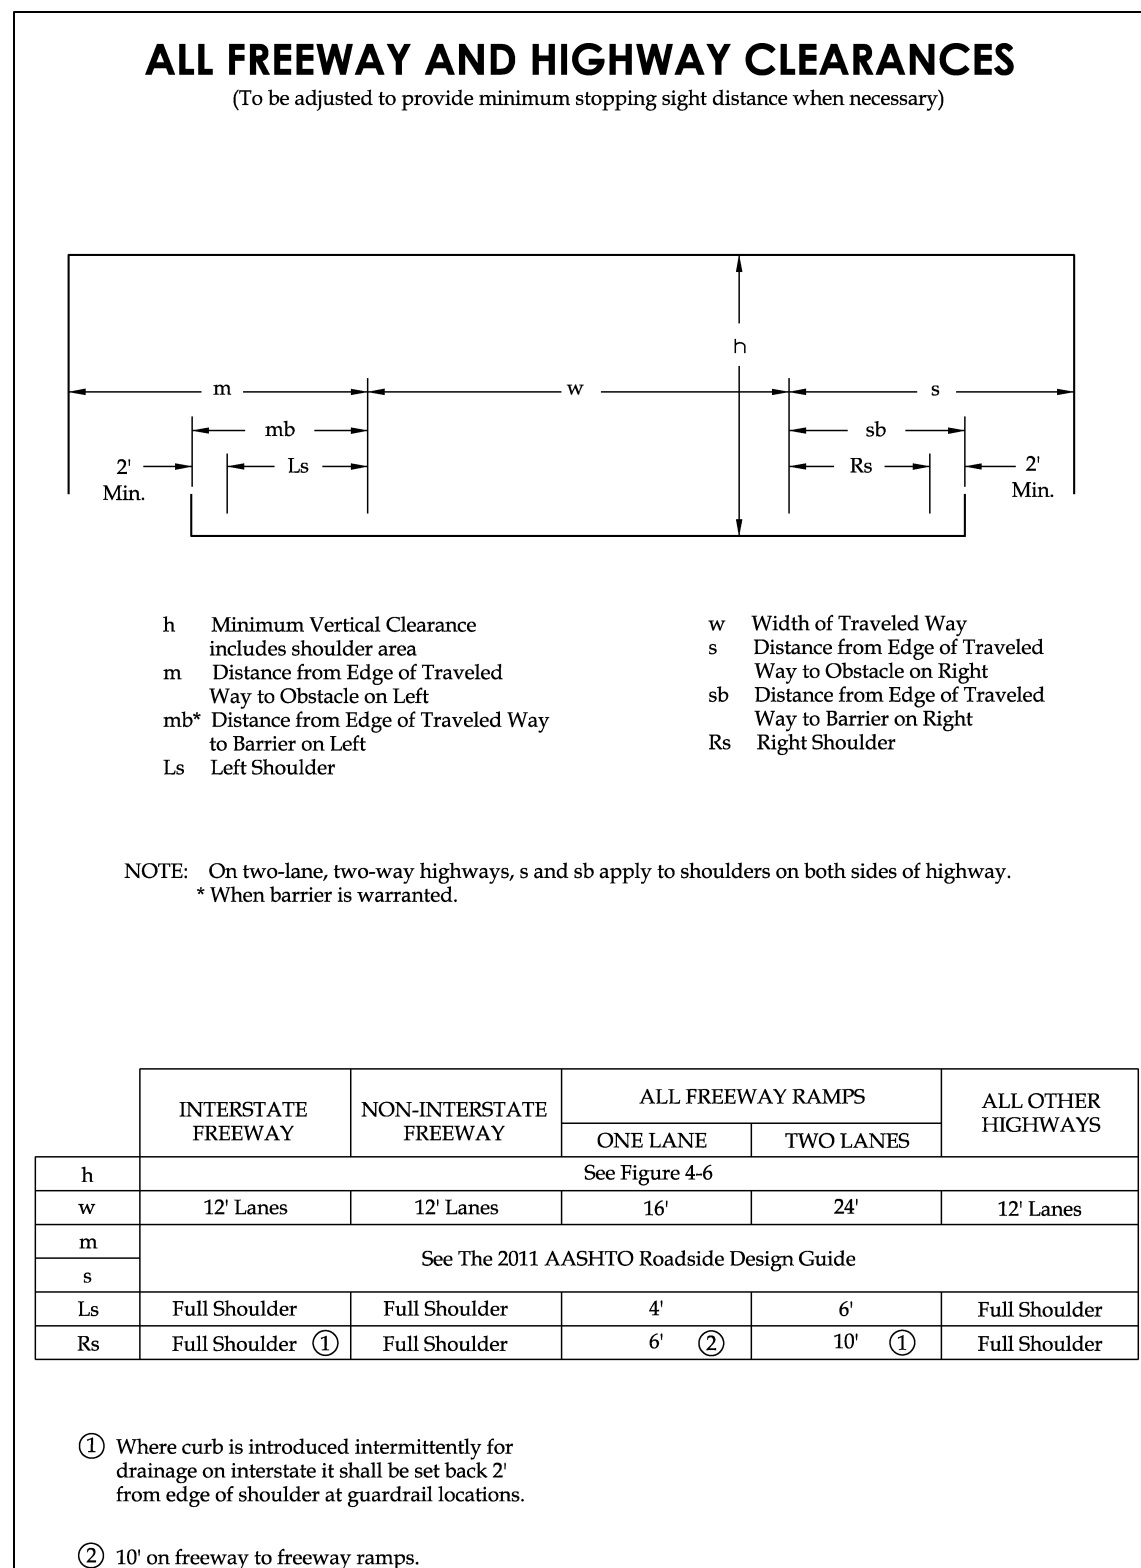 ALL FREEWAY AND HIGHWAY CLEARANCES
(To be adjusted to provide minimum stopping sight distance when necessary)
h
m
w
s
mb
sb
2'
Min.
Ls
Rs
2'
Min.
h Minimum Vertical Clearance
includes shoulder area
m Distance from Edge of Traveled
Way to Obstacle on Left
mb* Distance from Edge of Traveled Way
to Barrier on Left
Ls Left Shoulder
w Width of Traveled Way
s Distance from Edge of Traveled
Way to Obstacle on Right
sb Distance from Edge of Traveled
Way to Barrier on Right
Rs Right Shoulder
NOTE: On two-lane, two-way highways, s and sb apply to shoulders on both sides of highway.
* When barrier is warranted.
INTERSTATE
FREEWAY
NON-INTERSTATE
FREEWAY
ALL FREEWAY RAMPS
ONE LANE
TWO LANES
ALL OTHER
HIGHWAYS
h See Figure 4-6
w 12' Lanes 12' Lanes 16' 24' 12' Lanes
m
s
See The 2011 AASHTO Roadside Design Guide
Ls Full Shoulder Full Shoulder 4' 6' Full Shoulder
Rs Full Shoulder ① Full Shoulder 6' ② 10' ① Full Shoulder
① Where curb is introduced intermittently for
drainage on interstate it shall be set back 2'
from edge of shoulder at guardrail locations.
② 10' on freeway to freeway ramps.